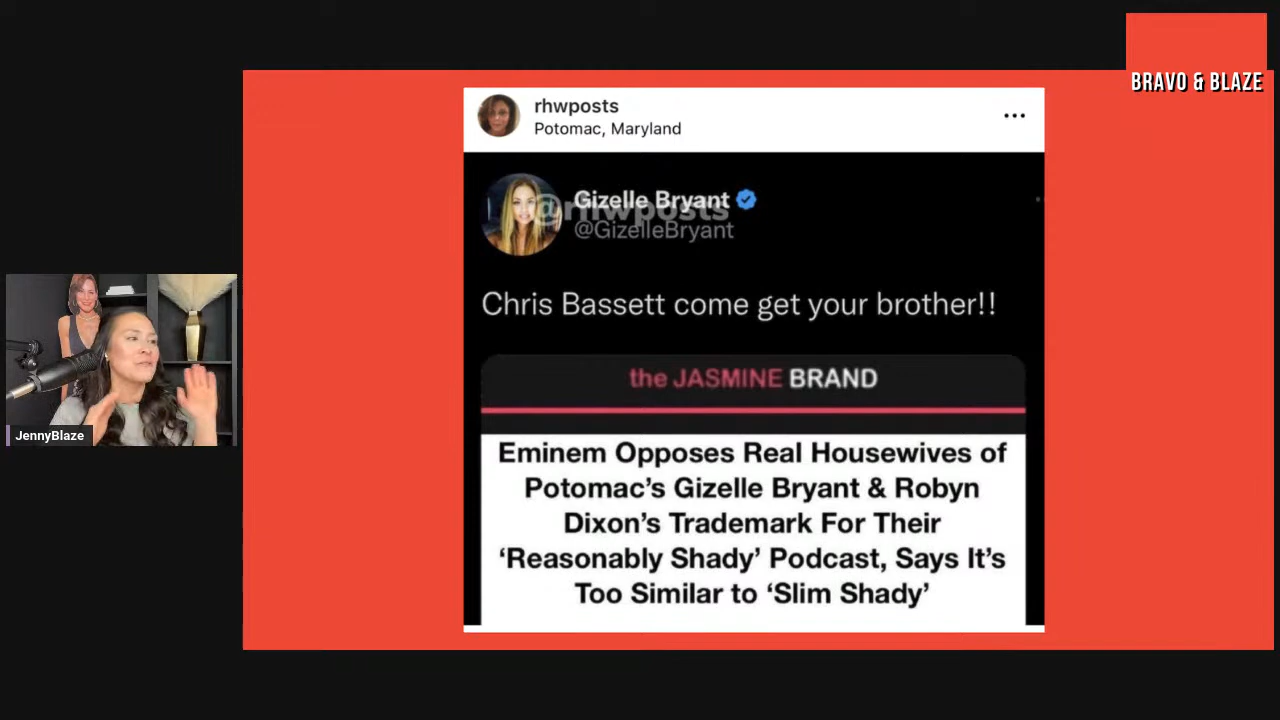 BRAVO & BLAZE
rhwposts
Potomac, Maryland
Gizelle Bryant
@rhwposts
@GizelleBryant
Chris Bassett come get your brother!!
the JASMINE BRAND
Eminem Opposes Real Housewives of
Potomac’s Gizelle Bryant & Robyn
Dixon’s Trademark For Their
‘Reasonably Shady’ Podcast, Says It’s
Too Similar to ‘Slim Shady’
JennyBlaze